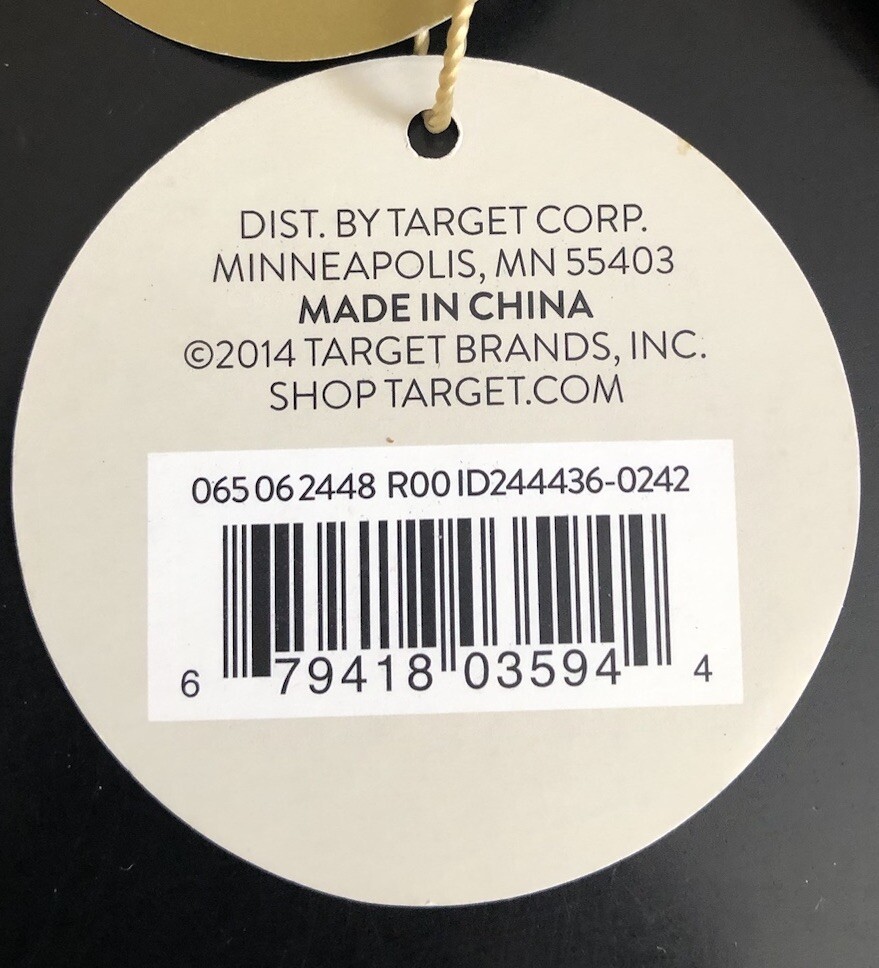 DIST. BY TARGET CORP.
MINNEAPOLIS, MN 55403
MADE IN CHINA
©2014 TARGET BRANDS, INC.
SHOP TARGET.COM
065 06 2448 R00 ID244436-0242
6 79418 03594 4